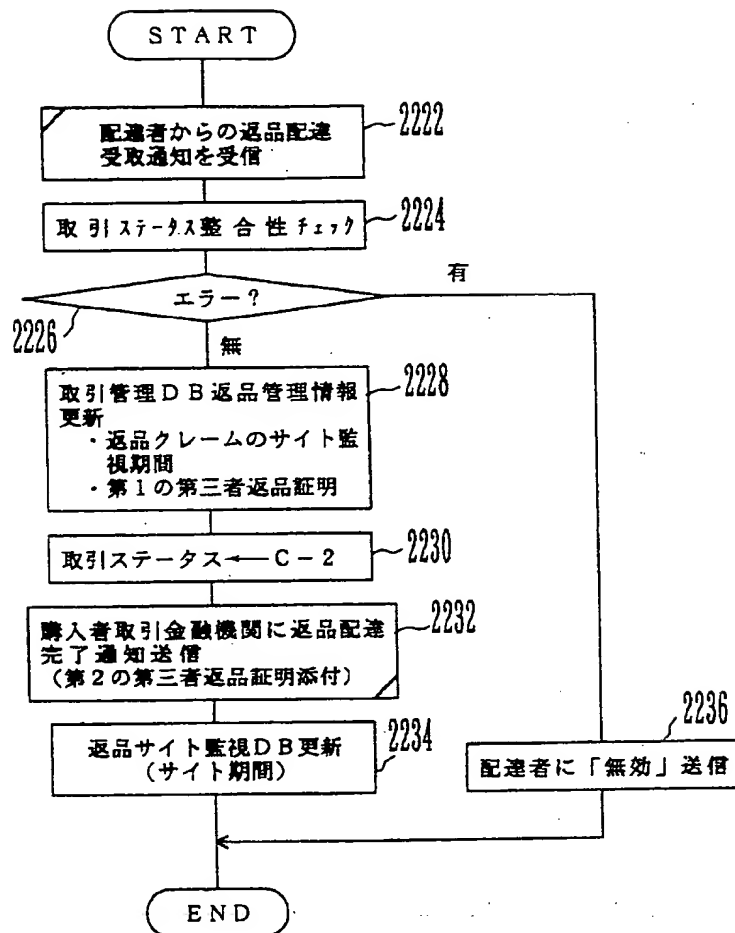 START
配達者からの返品配達
受取通知を受信
2222
取引ステータス整合性チェック
2224
エラー?
有
2226
無
取引管理DB返品管理情報
更新
・返品クレームのサイト監
視期間
・第1の第三者返品証明
2228
取引ステータス←C-2
2230
購入者取引金融機関に返品配達
完了通知送信
(第2の第三者返品証明添付)
2232
返品サイト監視DB更新
(サイト期間)
2234
2236
配達者に「無効」送信
END